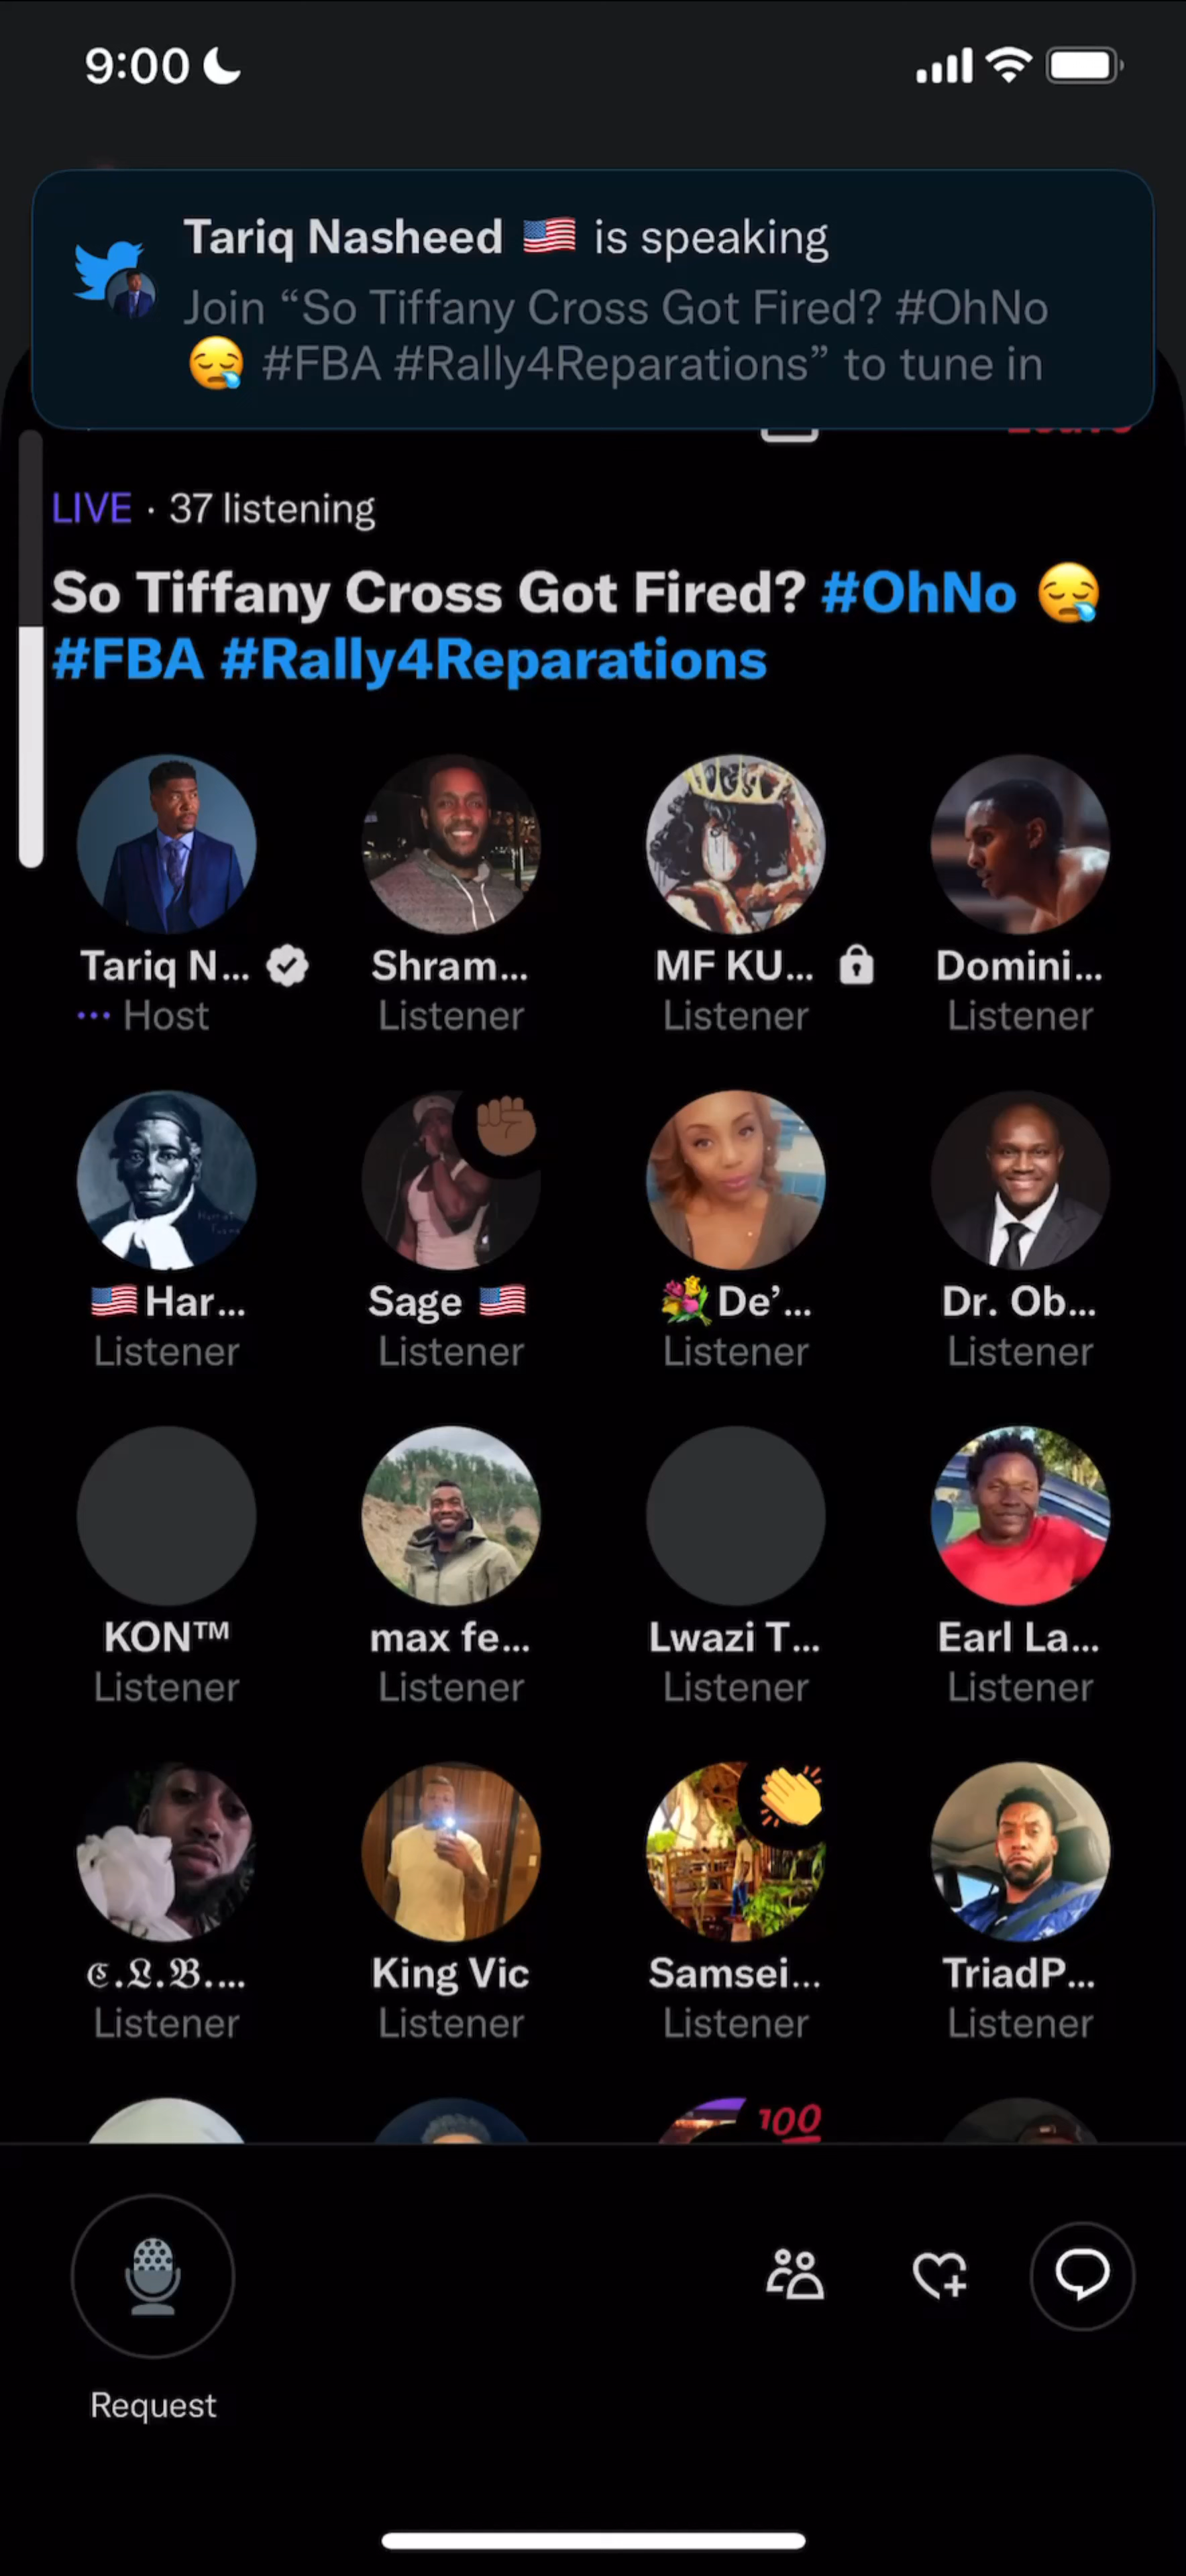 9:00
Tariq Nasheed 🇺🇸 is speaking
Join “So Tiffany Cross Got Fired? #OhNo
😪 #FBA #Rally4Reparations” to tune in
LIVE · 37 listening
So Tiffany Cross Got Fired? #OhNo 😪
#FBA #Rally4Reparations
Tariq N... Shram... MF KU... Domini...
Host Listener Listener Listener
🇺🇸Har... Sage 🇺🇸 💐De’... Dr. Ob...
Listener Listener Listener Listener
KON™ max fe... Lwazi T... Earl La...
Listener Listener Listener Listener
𝕮.𝕷.𝕭.... King Vic Samsei... TriadP...
Listener Listener Listener Listener
💯
Request